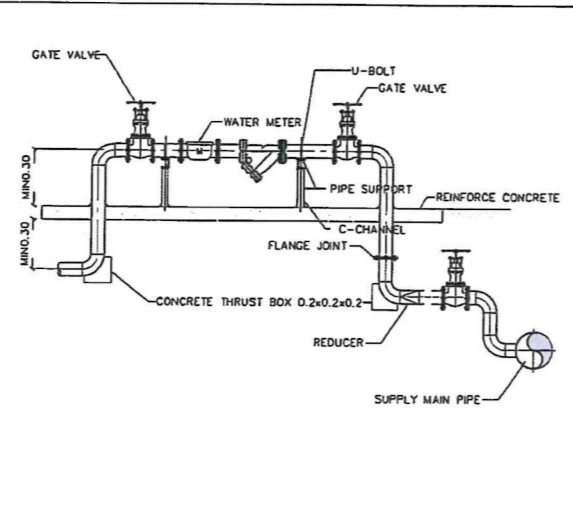 GATE VALVE
U-BOLT
GATE VALVE
WATER METER
M
MIN0.30
PIPE SUPPORT
REINFORCE CONCRETE
C-CHANNEL
MIN0.30
FLANGE JOINT
CONCRETE THRUST BOX 0.2x0.2x0.2
REDUCER
SUPPLY MAIN PIPE